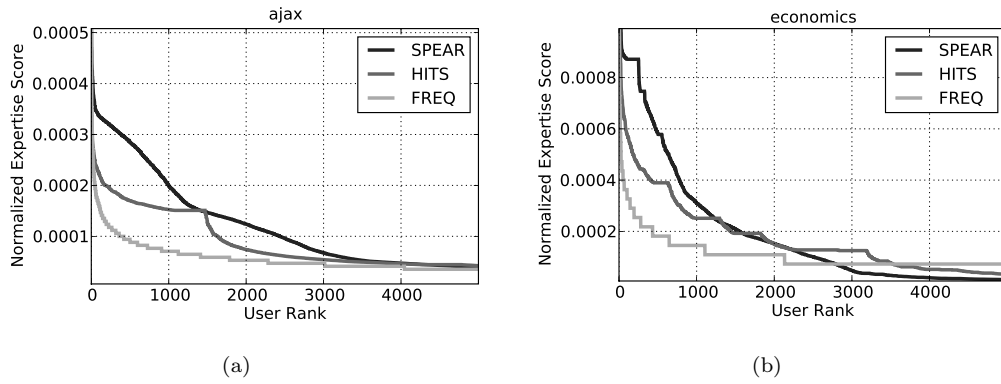 ajax
Normalized Expertise Score
0.0005
0.0004
0.0003
0.0002
0.0001
SPEAR
HITS
FREQ
0 1000 2000 3000 4000
User Rank
(a)
economics
Normalized Expertise Score
0.0008
0.0006
0.0004
0.0002
SPEAR
HITS
FREQ
0 1000 2000 3000 4000
User Rank
(b)